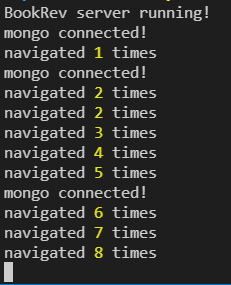 BookRev server running!
mongo connected!
navigated 1 times
mongo connected!
navigated 2 times
navigated 2 times
navigated 3 times
navigated 4 times
navigated 5 times
mongo connected!
navigated 6 times
navigated 7 times
navigated 8 times